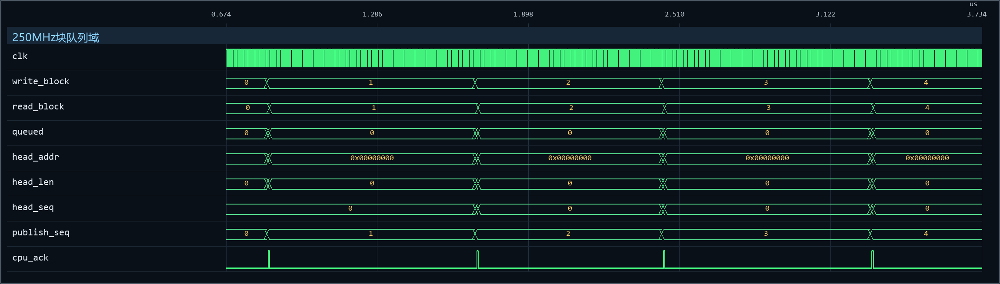 us
0.674 1.286 1.898 2.510 3.122 3.734
250MHz块队列域
clk
write_block 0 1 2 3 4
read_block 0 1 2 3 4
queued 0 0 0 0 0
head_addr 0x00000000 0x00000000 0x00000000 0x00000000
head_len 0 0 0 0 0
head_seq 0 0 0 0
publish_seq 0 1 2 3 4
cpu_ack